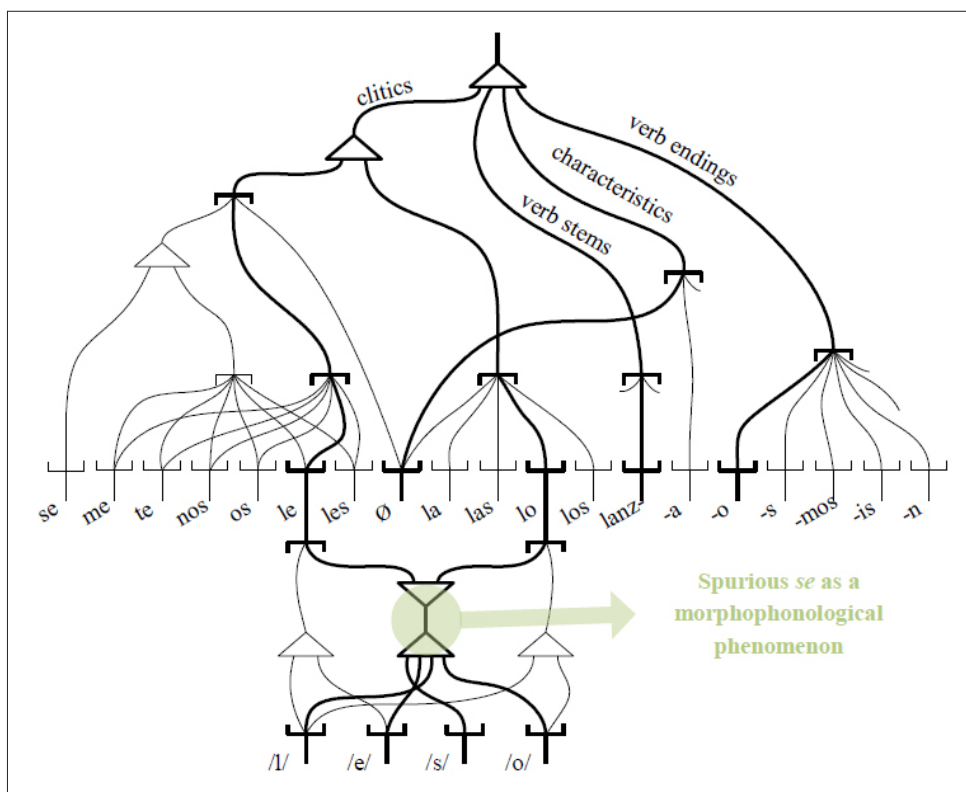 clitics
verb endings
characteristics
verb stems
se me te nos os le les Ø la las lo los lanz- -a -o -s -mos -is -n
Spurious se as a
morphophonological
phenomenon
/l/ /e/ /s/ /o/